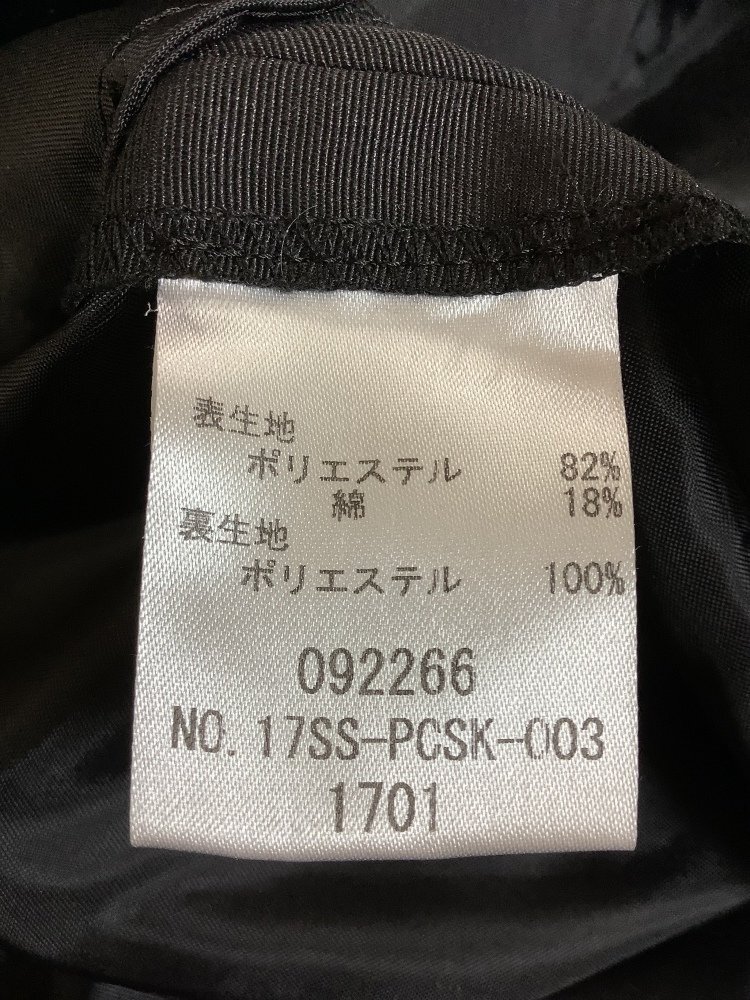 表生地
ポリエステル 82%
綿 18%
裏生地
ポリエステル 100%
092266
NO. 17SS-PCSK-003
1701